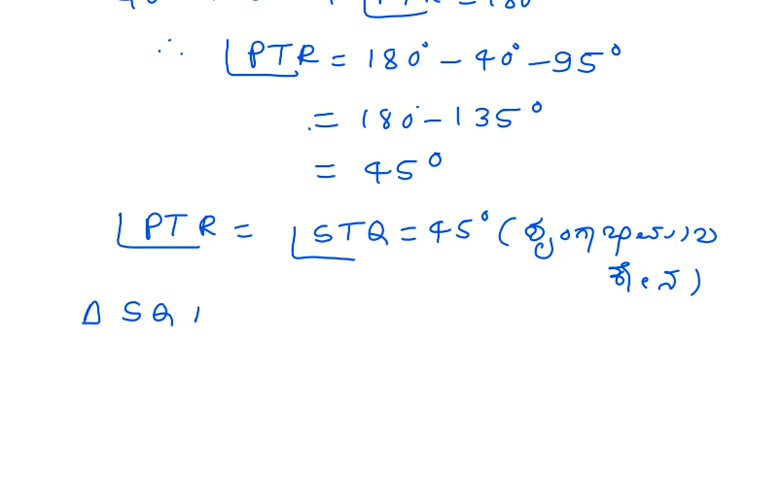 ∴ ∠PTR = 180° - 40° - 95°
= 180 - 135°
= 45°
∠PTR = ∠STQ = 45° (ಶೃಂಗಾಭಿಮುಖ
ಕೋನ)
Δ SQ